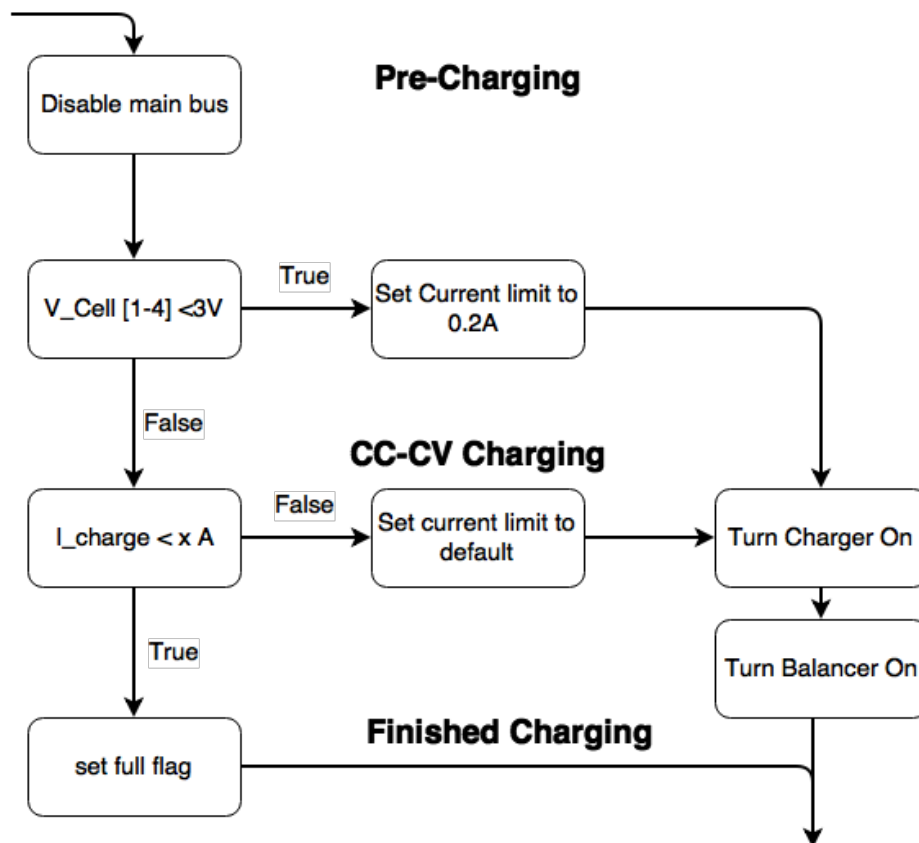 Pre-Charging
Disable main bus
V_Cell [1-4] <3V
True
Set Current limit to
0.2A
False
CC-CV Charging
I_charge < x A
False
Set current limit to
default
Turn Charger On
True
Turn Balancer On
Finished Charging
set full flag